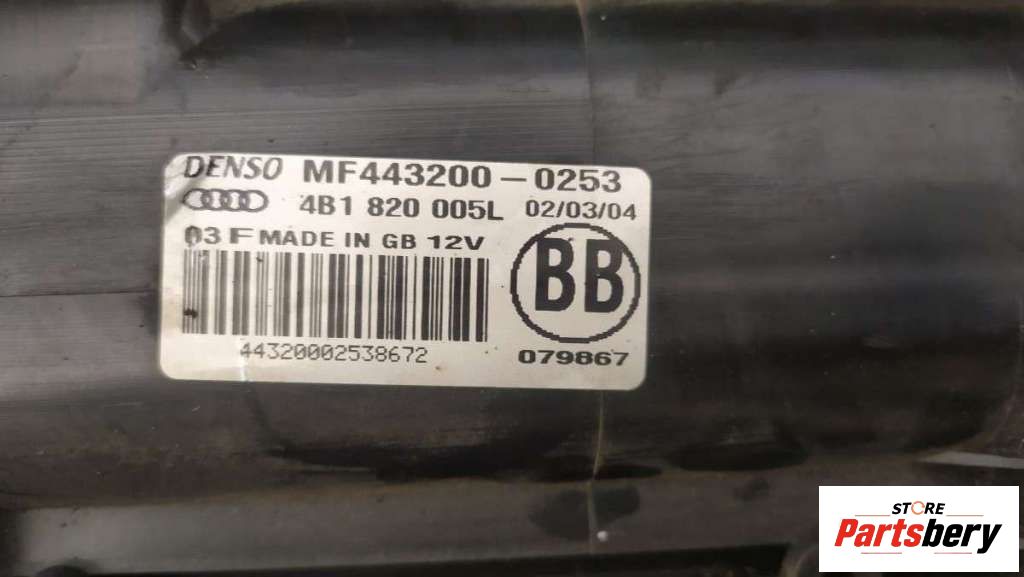 DENSO MF443200-0253
4B1 820 005L 02/03/04
03 F MADE IN GB 12V
BB
44320002538672
079867
STORE
Partsbery